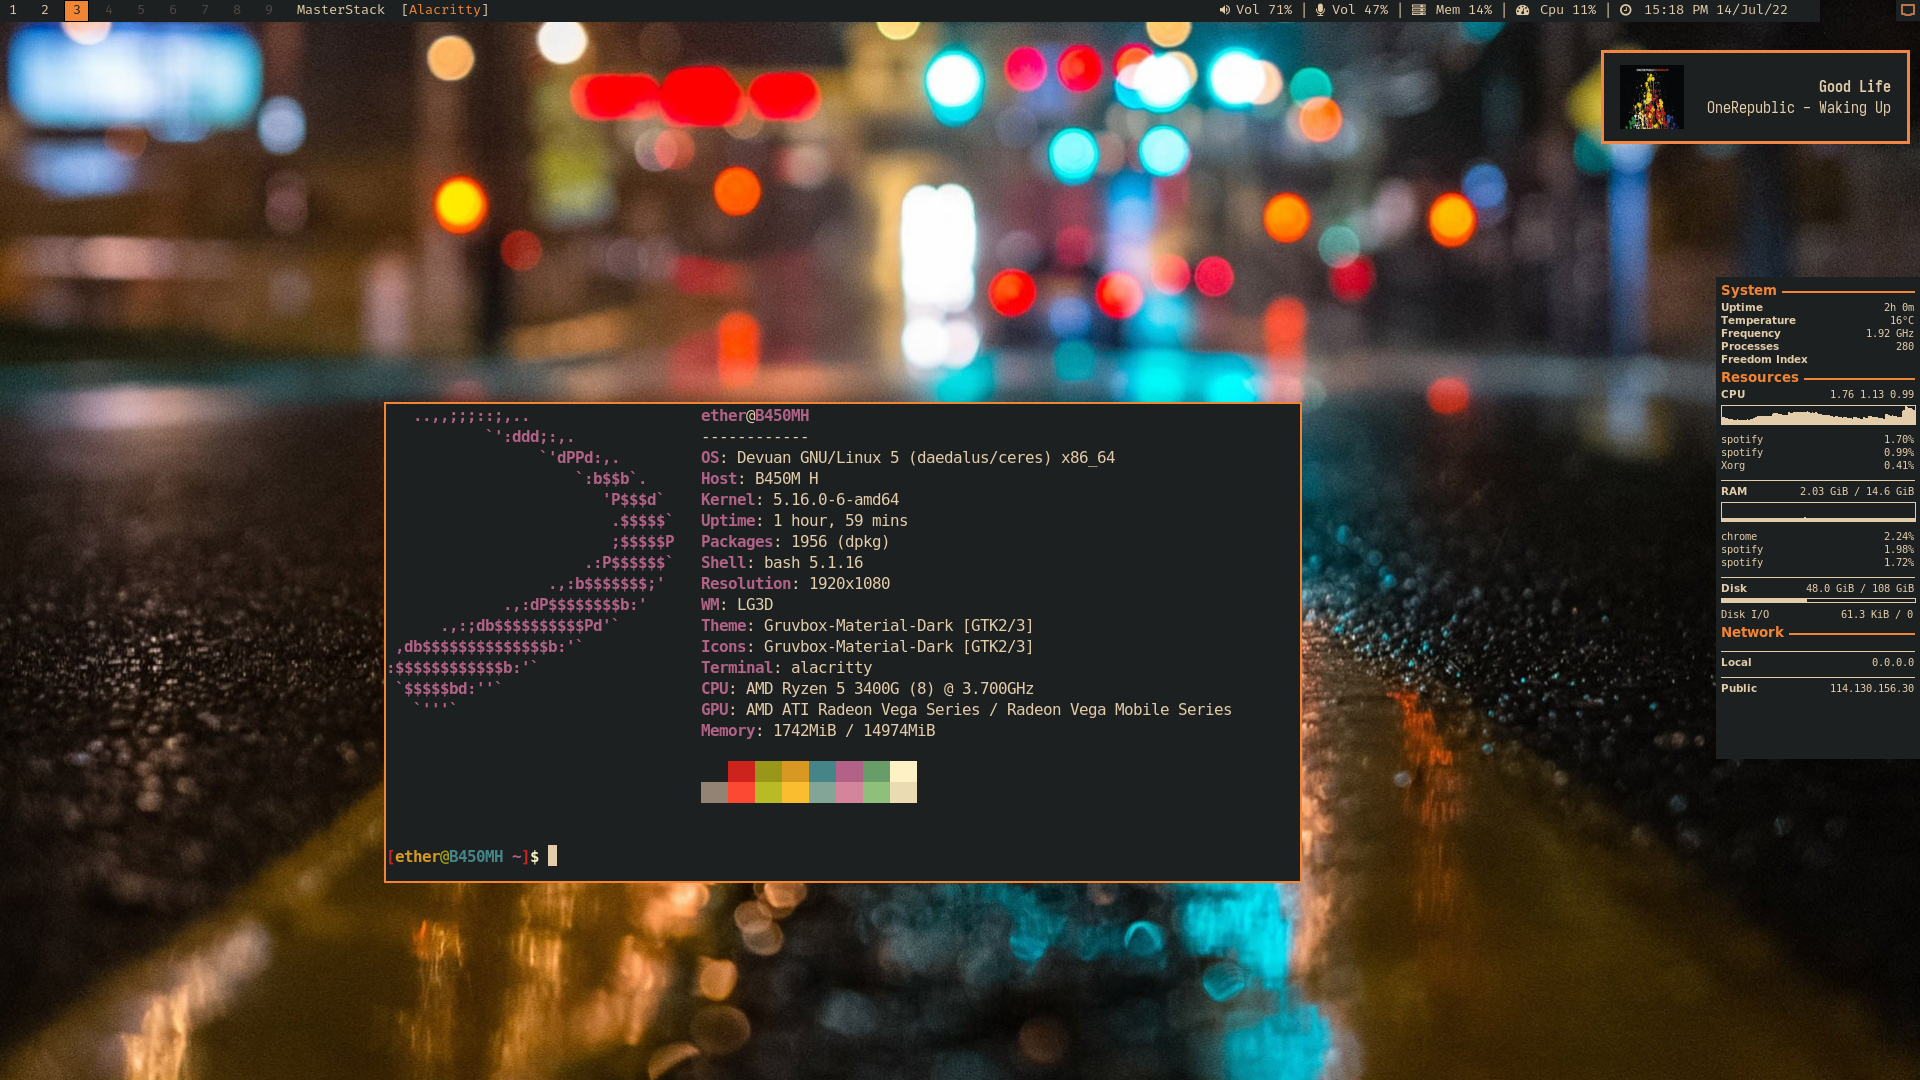 1 2 3 4 5 6 7 8 9 MasterStack [Alacritty] Vol 71% | Vol 47% | Mem 14% | Cpu 11% | 15:18 PM 14/Jul/22
Good Life
OneRepublic – Waking Up
..,,;;;::;,..
`':ddd;:,.
`'dPPd:,.
`:b$$b`.
'P$$$d`
.$$$$$`
;$$$$$P
.:P$$$$$$`
.,:b$$$$$$$;'
.,:dP$$$$$$$$b:'
.,:;db$$$$$$$$$$Pd'`
,db$$$$$$$$$$$$$$b:'`
:$$$$$$$$$$$$b:'`
`$$$$$bd:''`
`'''`
ether@B450MH
------------
OS: Devuan GNU/Linux 5 (daedalus/ceres) x86_64
Host: B450M H
Kernel: 5.16.0-6-amd64
Uptime: 1 hour, 59 mins
Packages: 1956 (dpkg)
Shell: bash 5.1.16
Resolution: 1920x1080
WM: LG3D
Theme: Gruvbox-Material-Dark [GTK2/3]
Icons: Gruvbox-Material-Dark [GTK2/3]
Terminal: alacritty
CPU: AMD Ryzen 5 3400G (8) @ 3.700GHz
GPU: AMD ATI Radeon Vega Series / Radeon Vega Mobile Series
Memory: 1742MiB / 14974MiB
[ether@B450MH ~]$
System
Uptime 2h 0m
Temperature 16°C
Frequency 1.92 GHz
Processes 280
Freedom Index
Resources
CPU 1.76 1.13 0.99
spotify 1.70%
spotify 0.99%
Xorg 0.41%
RAM 2.03 GiB / 14.6 GiB
chrome 2.24%
spotify 1.98%
spotify 1.72%
Disk 48.0 GiB / 108 GiB
Disk I/O 61.3 KiB / 0
Network
Local 0.0.0.0
Public 114.130.156.30